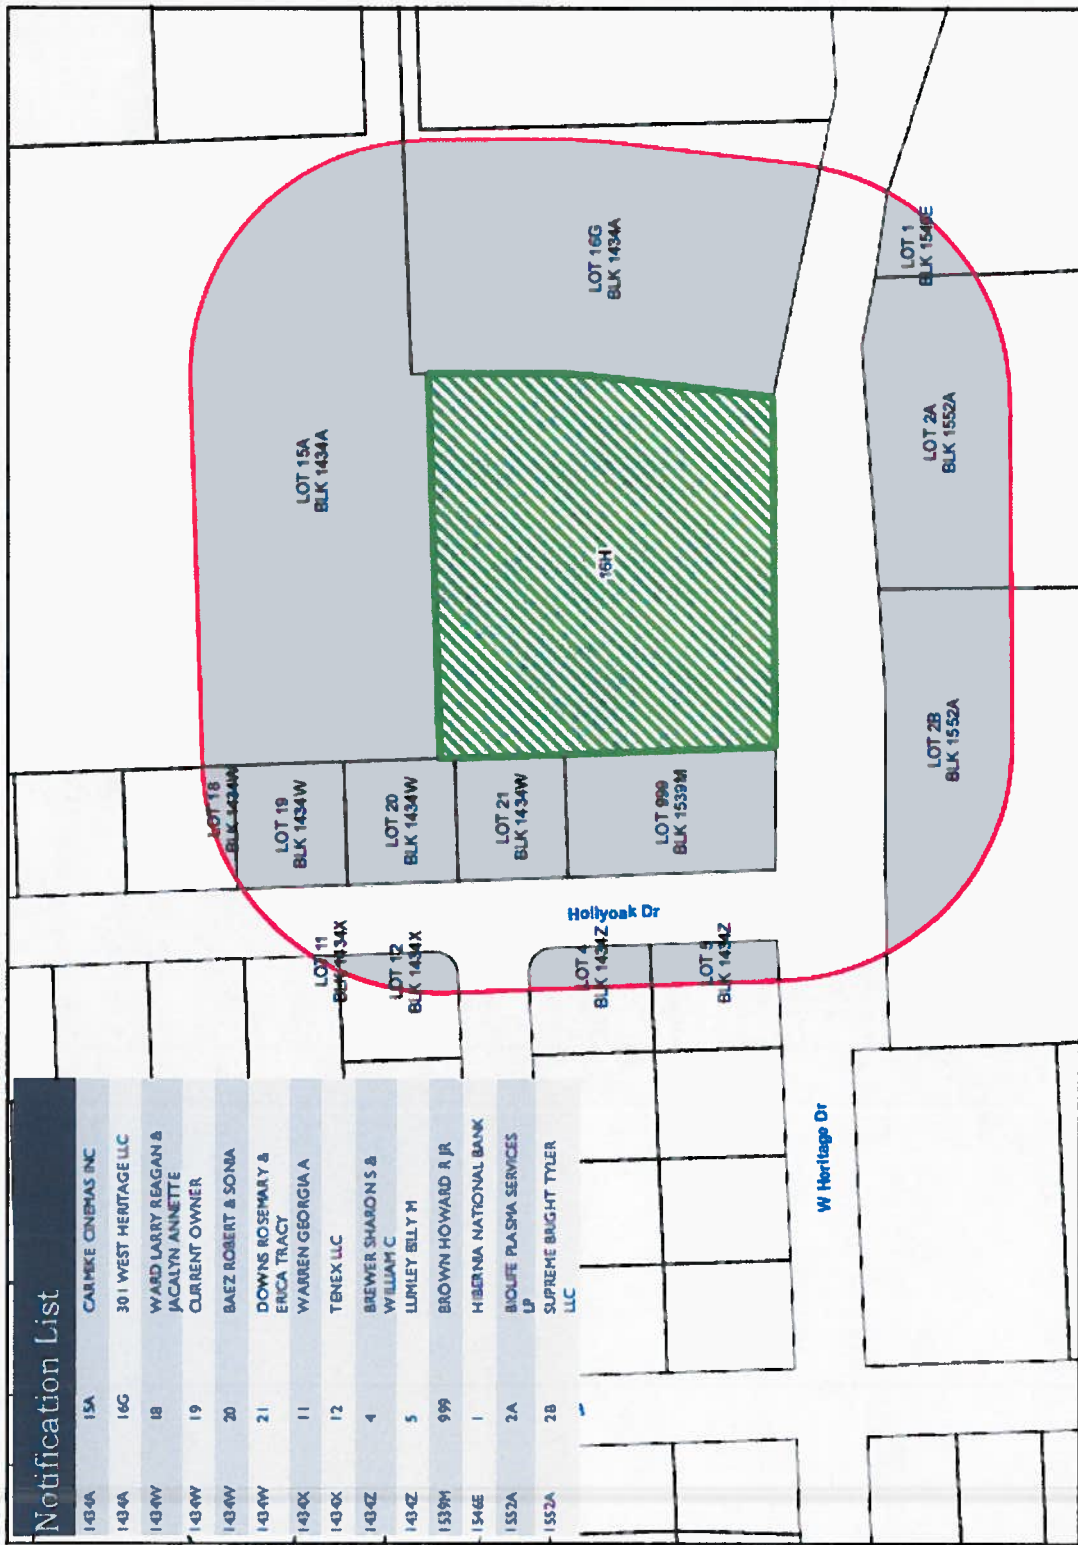 Notification List
1434A 15A CARMIKE CINEMAS INC
1434A 16G 301 WEST HERITAGE LLC
1434W 18 WARD LARRY REAGAN &
JACALYN ANNETTE
1434W 19 CURRENT OWNER
1434W 20 BAEZ ROBERT & SONIA
1434W 21 DOWNS ROSEMARY &
ERICA TRACY
1434X 11 WARREN GEORGIA A
1434X 12 TENEX LLC
1434Z 4 BREWER SHARON S &
WILLIAM C
1434Z 5 LUMLEY BILLY M
1539M 999 BROWN HOWARD R JR
1546E 1 HIBERNIA NATIONAL BANK
1552A 2A BIOLIFE PLASMA SERVICES
LP
1552A 2B SUPREME BRIGHT TYLER
LLC
LOT 18
BLK 1434W
LOT 19
BLK 1434W
LOT 20
BLK 1434W
LOT 21
BLK 1434W
LOT 999
BLK 1539M
LOT 15A
BLK 1434A
LOT 16G
BLK 1434A
16H
LOT 11
BLK 1434X
LOT 12
BLK 1434X
LOT 4
BLK 1434Z
LOT 5
BLK 1434Z
Hollyoak Dr
W Heritage Dr
LOT 2B
BLK 1552A
LOT 2A
BLK 1552A
LOT 1
BLK 1546E